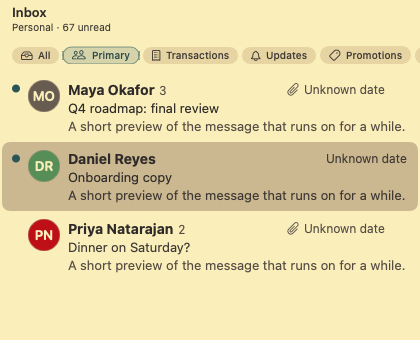 Inbox
Personal · 67 unread
All Primary Transactions Updates Promotions
MO Maya Okafor 3 Unknown date
Q4 roadmap: final review
A short preview of the message that runs on for a while.
DR Daniel Reyes Unknown date
Onboarding copy
A short preview of the message that runs on for a while.
PN Priya Natarajan 2 Unknown date
Dinner on Saturday?
A short preview of the message that runs on for a while.